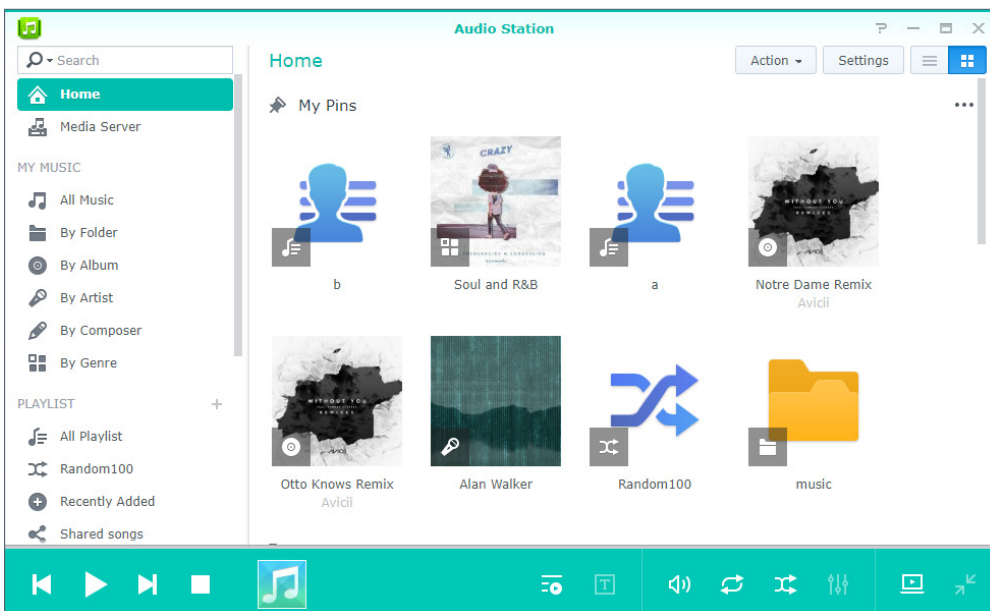 Audio Station
Search
Home
Media Server
MY MUSIC
All Music
By Folder
By Album
By Artist
By Composer
By Genre
PLAYLIST
All Playlist
Random100
Recently Added
Shared songs
Home
Action
Settings
My Pins
CRAZY
WITHOUT YOU
REMIXES
b
Soul and R&B
a
Notre Dame Remix
Avicii
WITHOUT YOU
REMIXES
AVICII
Otto Knows Remix
Avicii
Alan Walker
Random100
music